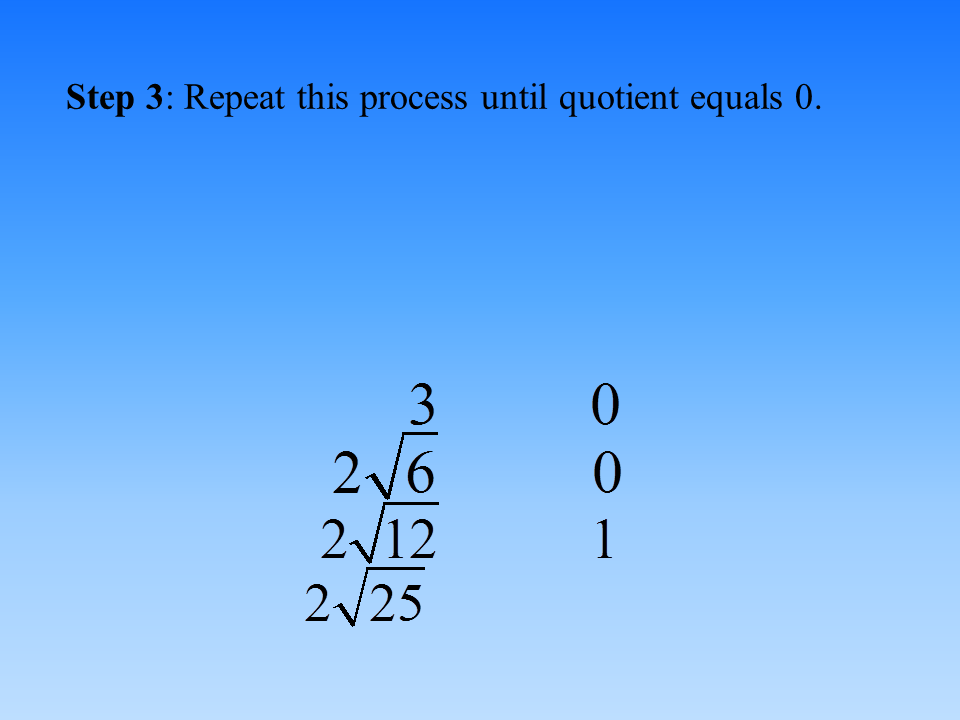 Step 3: Repeat this process until quotient equals 0.
3 0
2√6 0
2√12 1
2√25